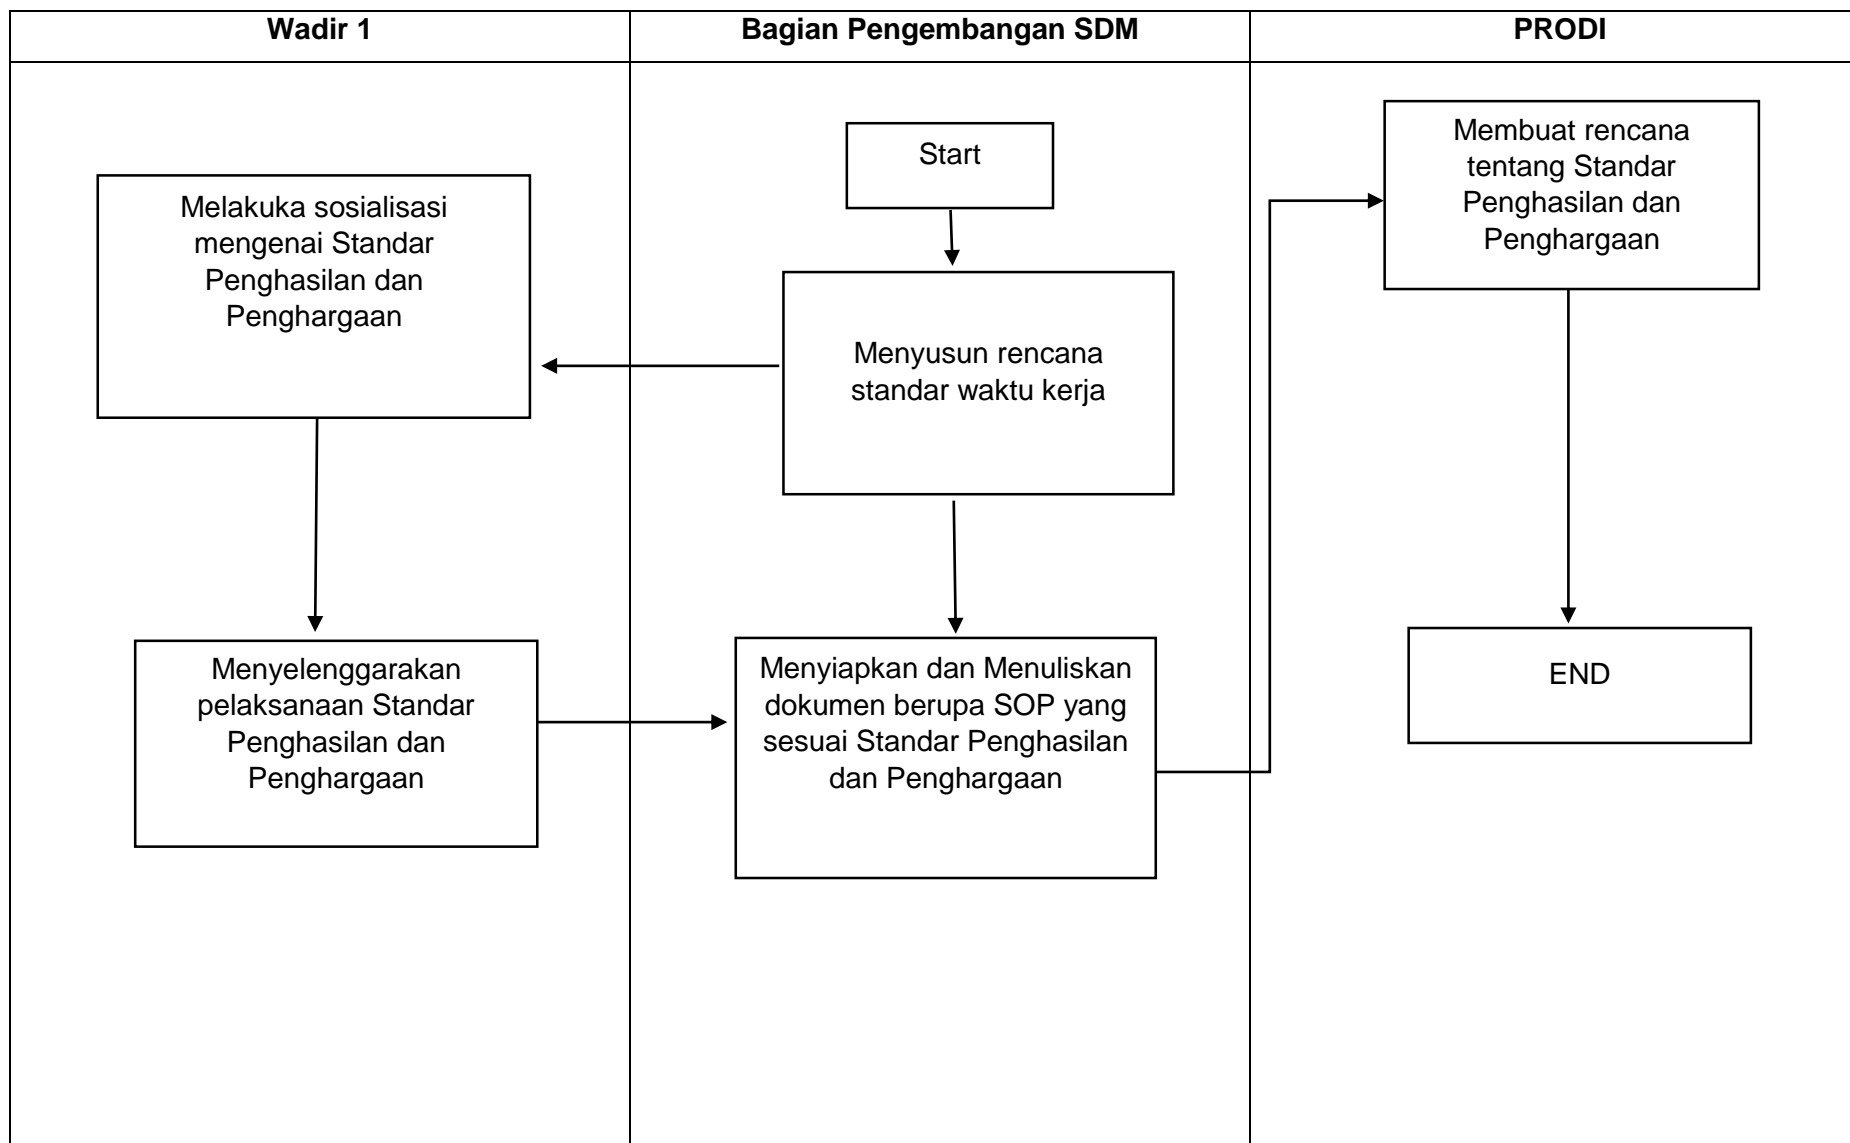 Wadir 1
Bagian Pengembangan SDM
PRODI
Melakuka sosialisasi
mengenai Standar
Penghasilan dan
Penghargaan
Menyelenggarakan
pelaksanaan Standar
Penghasilan dan
Penghargaan
Start
Menyusun rencana
standar waktu kerja
Menyiapkan dan Menuliskan
dokumen berupa SOP yang
sesuai Standar Penghasilan
dan Penghargaan
Membuat rencana
tentang Standar
Penghasilan dan
Penghargaan
END